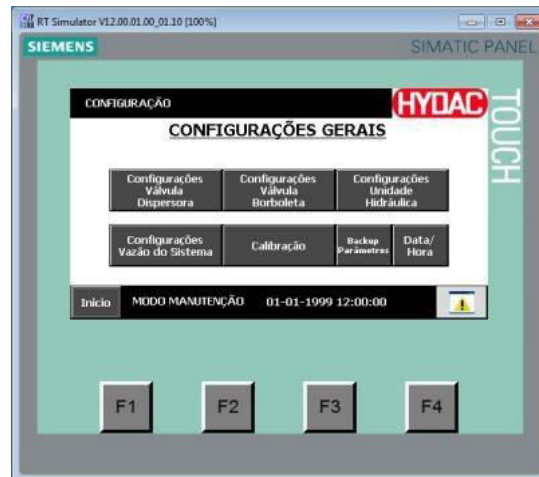 RT Simulator V12.00.01.00_01.10 [100%]
SIEMENS
SIMATIC PANEL
TOUCH
CONFIGURAÇÃO
HYDAC
CONFIGURAÇÕES GERAIS
Configurações
Válvula
Dispersora
Configurações
Válvula
Borboleta
Configurações
Unidade
Hidráulica
Configurações
Vazão do Sistema
Calibração
Backup
Parâmetros
Data/
Hora
Início
MODO MANUTENÇÃO
01-01-1999 12:00:00
F1
F2
F3
F4